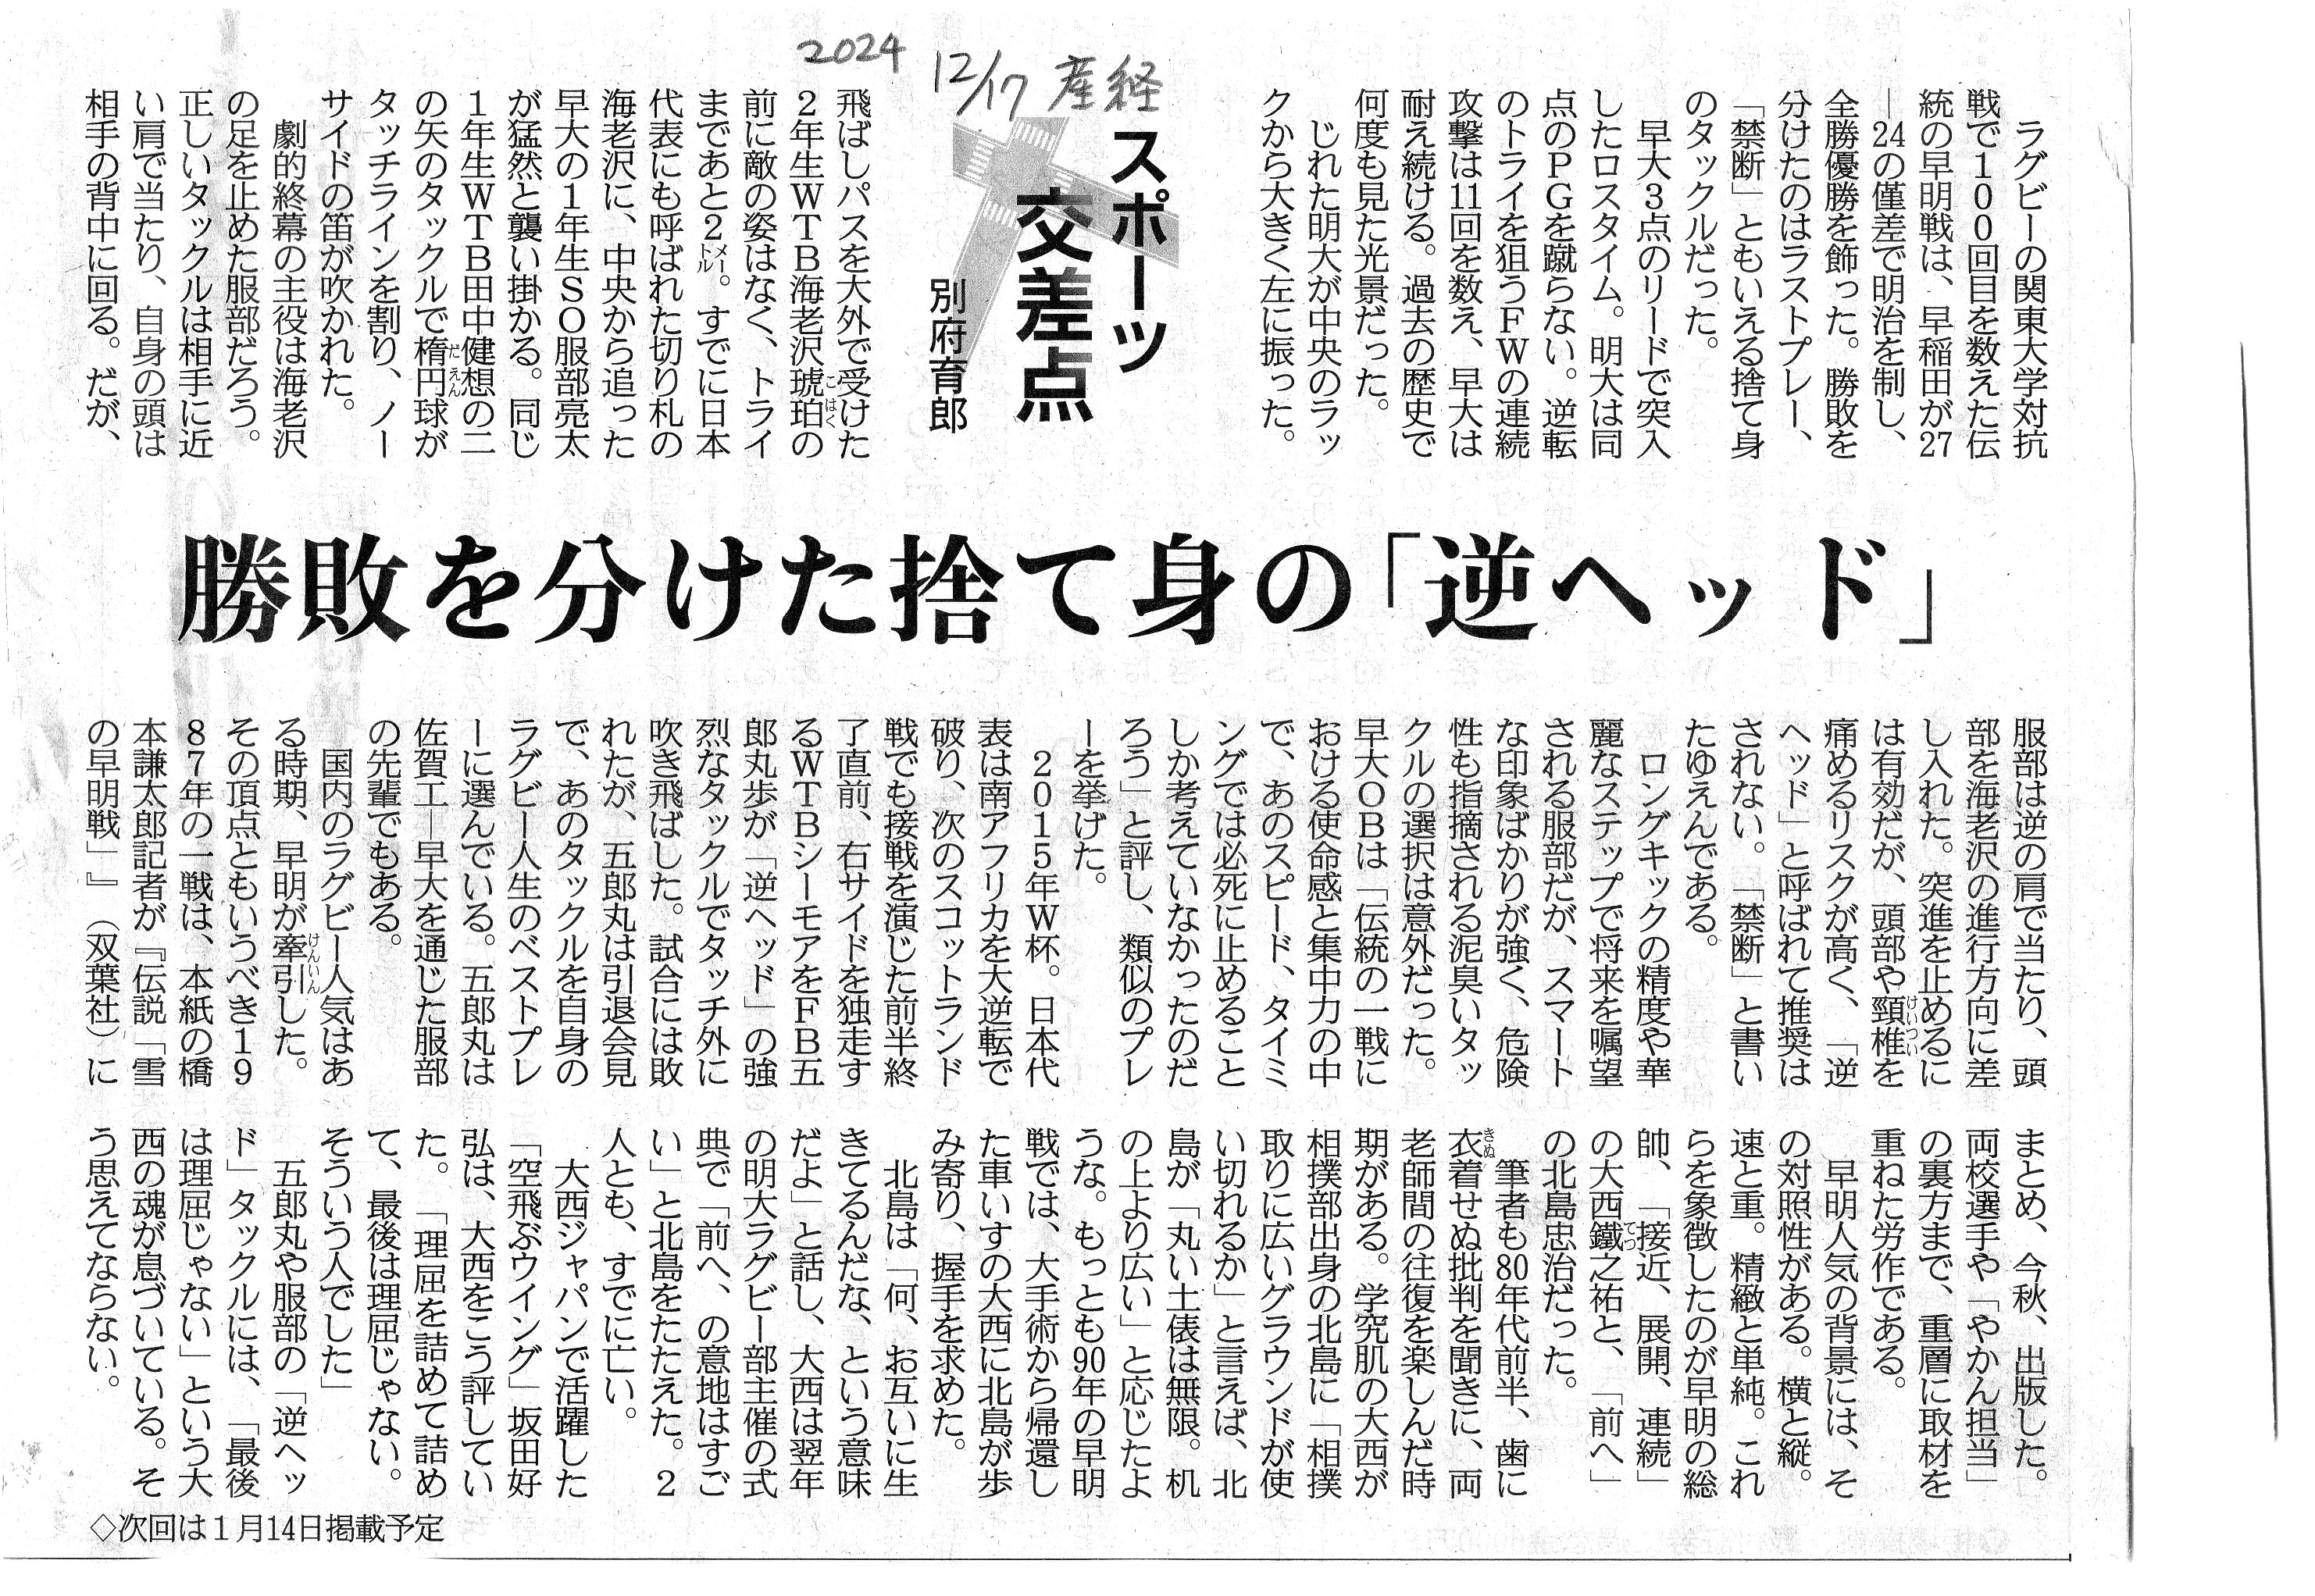 2024 12/17 産経
スポーツ
交差点
別府育郎
勝敗を分けた捨て身の「逆ヘッド」
　ラグビーの関東大学対抗
戦で100回目を数えた伝
統の早明戦は、早稲田が27
―24の僅差で明治を制し、
全勝優勝を飾った。勝敗を
分けたのはラストプレー、
「禁断」ともいえる捨て身
のタックルだった。
　早大3点のリードで突入
したロスタイム。明大は同
点のPGを蹴らない。逆転
のトライを狙うFWの連続
攻撃は11回を数え、早大は
耐え続ける。過去の歴史で
何度も見た光景だった。
　じれた明大が中央のラッ
クから大きく左に振った。
飛ばしパスを大外で受けた
2年生WTB海老沢琥珀（こはく）の
前に敵の姿はなく、トライ
まであと2メートル。すでに日本
代表にも呼ばれた切り札の
海老沢に、中央から追った
早大の1年生SO服部亮太
が猛然と襲い掛かる。同じ
1年生WTB田中健想の二
の矢のタックルで楕円（だえん）球が
タッチラインを割り、ノー
サイドの笛が吹かれた。
　劇的終幕の主役は海老沢
の足を止めた服部だろう。
正しいタックルは相手に近
い肩で当たり、自身の頭は
相手の背中に回る。だが、
服部は逆の肩で当たり、頭
部を海老沢の進行方向に差
し入れた。突進を止めるに
は有効だが、頭部や頸椎（けいつい）を
痛めるリスクが高く、「逆
ヘッド」と呼ばれて推奨は
されない。「禁断」と書い
たゆえんである。
　ロングキックの精度や華
麗なステップで将来を嘱望
される服部だが、スマート
な印象ばかりが強く、危険
性も指摘される泥臭いタッ
クルの選択は意外だった。
早大OBは「伝統の一戦に
おける使命感と集中力の中
で、あのスピード、タイミ
ングでは必死に止めること
しか考えていなかったのだ
ろう」と評し、類似のプレ
ーを挙げた。
　2015年W杯。日本代
表は南アフリカを大逆転で
破り、次のスコットランド
戦でも接戦を演じた前半終
了直前、右サイドを独走す
るWTBシーモアをFB五
郎丸歩が「逆ヘッド」の強
烈なタックルでタッチ外に
吹き飛ばした。試合には敗
れたが、五郎丸は引退会見
で、あのタックルを自身の
ラグビー人生のベストプレ
ーに選んでいる。五郎丸は
佐賀工―早大を通じた服部
の先輩でもある。
　国内のラグビー人気はあ
る時期、早明が牽引（けんいん）した。
その頂点ともいうべき19
87年の一戦は、本紙の橋
本謙太郎記者が『伝説「雪
の早明戦」』（双葉社）に
まとめ、今秋、出版した。
両校選手や「やかん担当」
の裏方まで、重層に取材を
重ねた労作である。
　早明人気の背景には、そ
の対照性がある。横と縦。
速と重。精緻と単純。これ
らを象徴したのが早明の総
帥、「接近、展開、連続」
の大西鐵（てつ）之祐と、「前へ」
の北島忠治だった。
　筆者も80年代前半、歯に
衣（きぬ）着せぬ批判を聞きに、両
老師間の往復を楽しんだ時
期がある。学究肌の大西が
相撲部出身の北島に「相撲
取りに広いグラウンドが使
い切れるか」と言えば、北
島が「丸い土俵は無限。机
の上より広い」と応じたよ
うな。もっとも90年の早明
戦では、大手術から帰還し
た車いすの大西に北島が歩
み寄り、握手を求めた。
　北島は「何、お互いに生
きてるんだな、という意味
だよ」と話し、大西は翌年
の明大ラグビー部主催の式
典で「前へ、の意地はすご
い」と北島をたたえた。2
人とも、すでに亡い。
　大西ジャパンで活躍した
「空飛ぶウイング」坂田好
弘は、大西をこう評してい
た。「理屈を詰めて詰め
て、最後は理屈じゃない。
そういう人でした」
　五郎丸や服部の「逆ヘッ
ド」タックルには、「最後
は理屈じゃない」という大
西の魂が息づいている。そ
う思えてならない。
◇次回は1月14日掲載予定